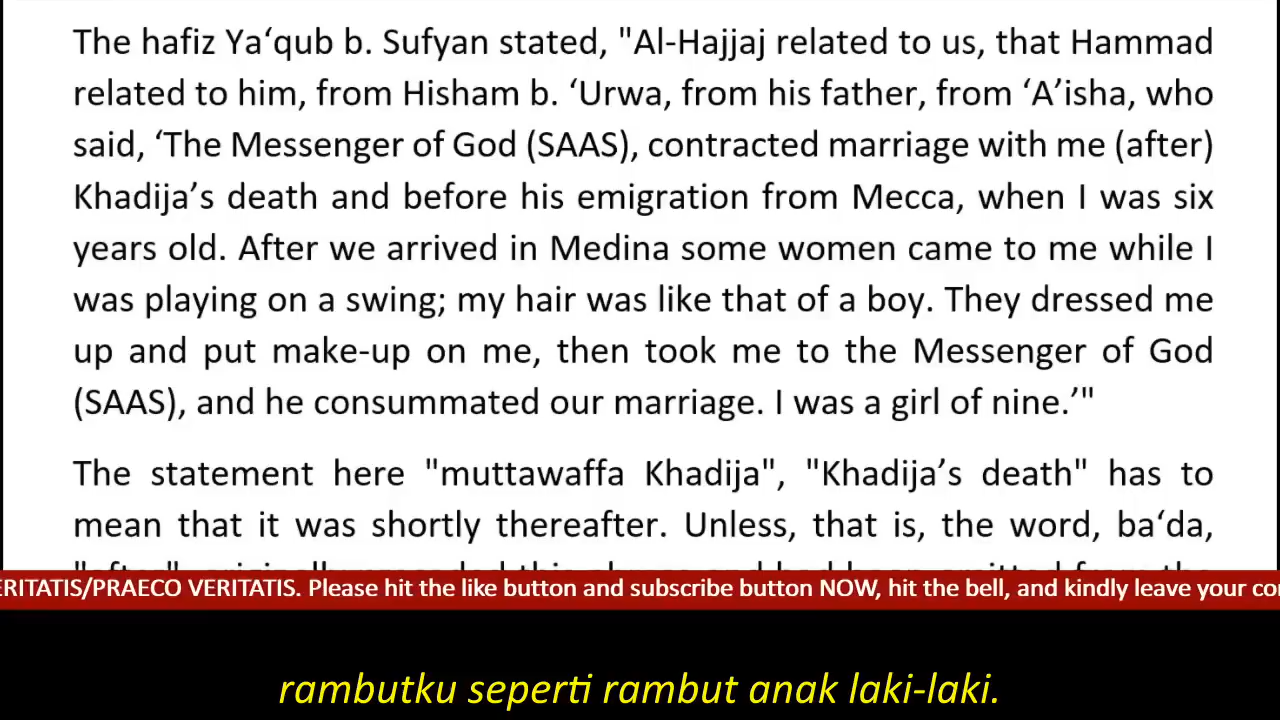 The hafiz Ya‘qub b. Sufyan stated, "Al-Hajjaj related to us, that Hammad
related to him, from Hisham b. ‘Urwa, from his father, from ‘A’isha, who
said, ‘The Messenger of God (SAAS), contracted marriage with me (after)
Khadija’s death and before his emigration from Mecca, when I was six
years old. After we arrived in Medina some women came to me while I
was playing on a swing; my hair was like that of a boy. They dressed me
up and put make-up on me, then took me to the Messenger of God
(SAAS), and he consummated our marriage. I was a girl of nine.’"
The statement here "muttawaffa Khadija", "Khadija’s death" has to
mean that it was shortly thereafter. Unless, that is, the word, ba‘da,
ERITATIS/PRAECO VERITATIS. Please hit the like button and subscribe button NOW, hit the bell, and kindly leave your co
rambutku seperti rambut anak laki-laki.